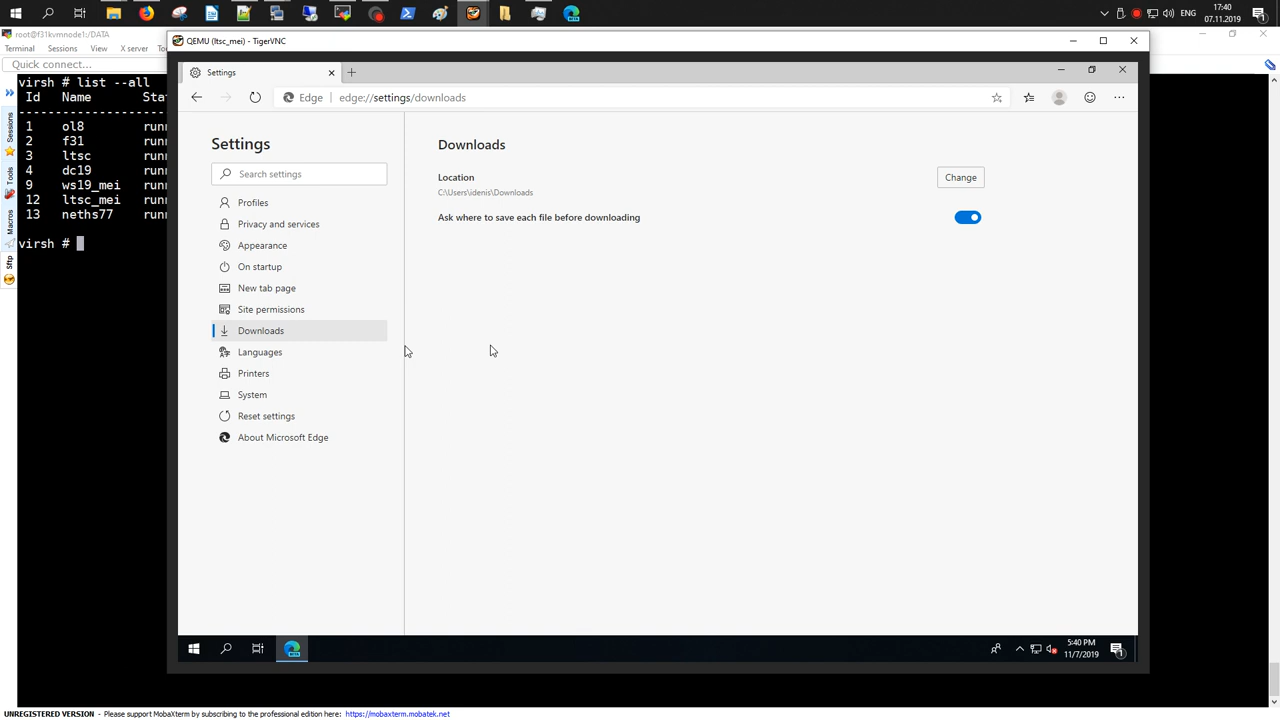 ENG
17:40
07.11.2019
root@f31kvmnode1:/DATA
Terminal Sessions View X server
Quick connect...
Sessions
Tools
Macros
Sftp
virsh # list --all
Id Name
1 ol8
2 f31
3 ltsc
4 dc19
9 ws19_mei
12 ltsc_mei
13 neths77
virsh #
QEMU (ltsc_mei) - TigerVNC
Settings
Edge edge://settings/downloads
Settings
Search settings
Profiles
Privacy and services
Appearance
On startup
New tab page
Site permissions
Downloads
Languages
Printers
System
Reset settings
About Microsoft Edge
Downloads
Location
C:\Users\idenis\Downloads
Change
Ask where to save each file before downloading
5:40 PM
11/7/2019
1
UNREGISTERED VERSION - Please support MobaXterm by subscribing to the professional edition here: https://mobaxterm.mobatek.net